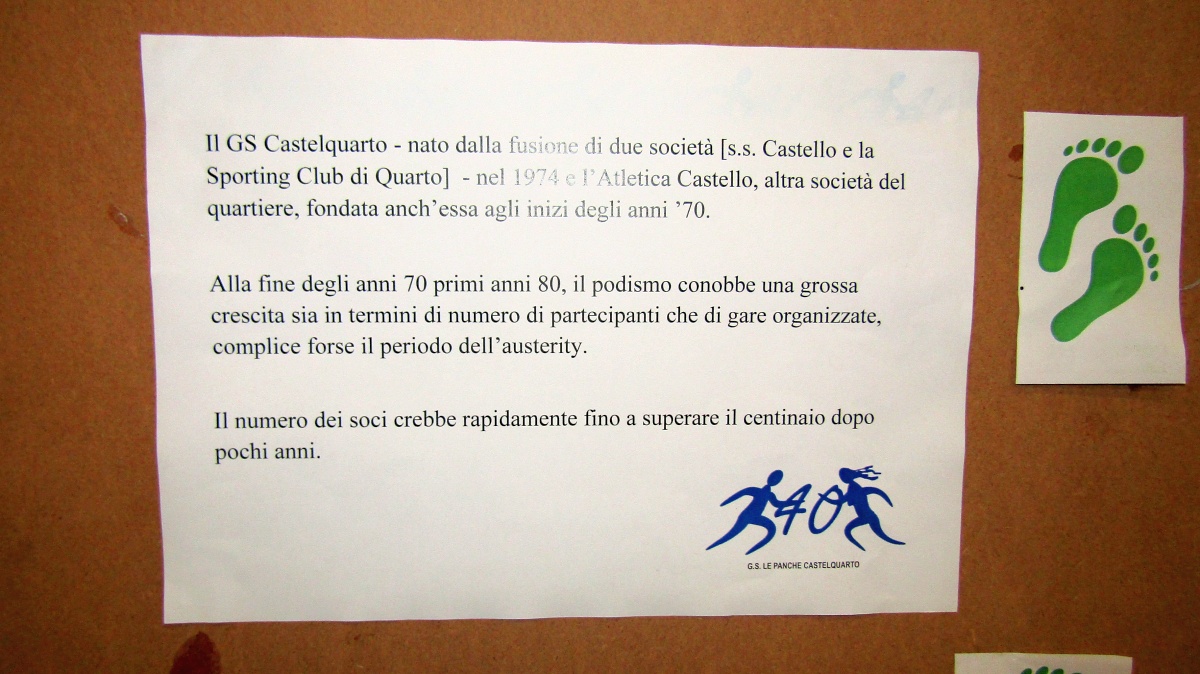 Il GS Castelquarto - nato dalla fusione di due società [s.s. Castello e la
Sporting Club di Quarto]  - nel 1974 e l'Atletica Castello, altra società del
quartiere, fondata anch'essa agli inizi degli anni '70.
Alla fine degli anni 70 primi anni 80, il podismo conobbe una grossa
crescita sia in termini di numero di partecipanti che di gare organizzate,
complice forse il periodo dell'austerity.
Il numero dei soci crebbe rapidamente fino a superare il centinaio dopo
pochi anni.
40
G.S. LE PANCHE CASTELQUARTO